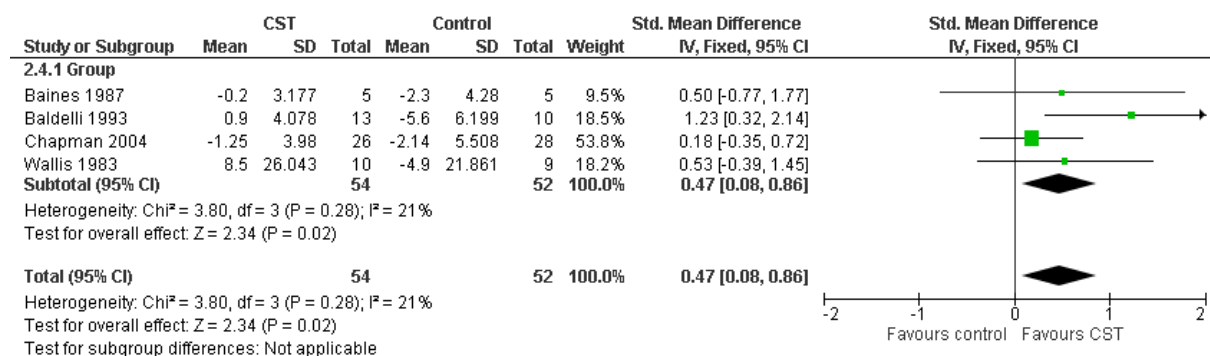 CST Control Std. Mean Difference Std. Mean Difference
Study or Subgroup Mean SD Total Mean SD Total Weight IV, Fixed, 95% CI IV, Fixed, 95% CI
2.4.1 Group
Baines 1987 -0.2 3.177 5 -2.3 4.28 5 9.5% 0.50 [-0.77, 1.77]
Baldelli 1993 0.9 4.078 13 -5.6 6.199 10 18.5% 1.23 [0.32, 2.14]
Chapman 2004 -1.25 3.98 26 -2.14 5.508 28 53.8% 0.18 [-0.35, 0.72]
Wallis 1983 8.5 26.043 10 -4.9 21.861 9 18.2% 0.53 [-0.39, 1.45]
Subtotal (95% CI) 54 52 100.0% 0.47 [0.08, 0.86]
Heterogeneity: Chi² = 3.80, df = 3 (P = 0.28); I² = 21%
Test for overall effect: Z = 2.34 (P = 0.02)
Total (95% CI) 54 52 100.0% 0.47 [0.08, 0.86]
Heterogeneity: Chi² = 3.80, df = 3 (P = 0.28); I² = 21%
Test for overall effect: Z = 2.34 (P = 0.02)
Test for subgroup differences: Not applicable
-2 -1 0 1 2
Favours control Favours CST